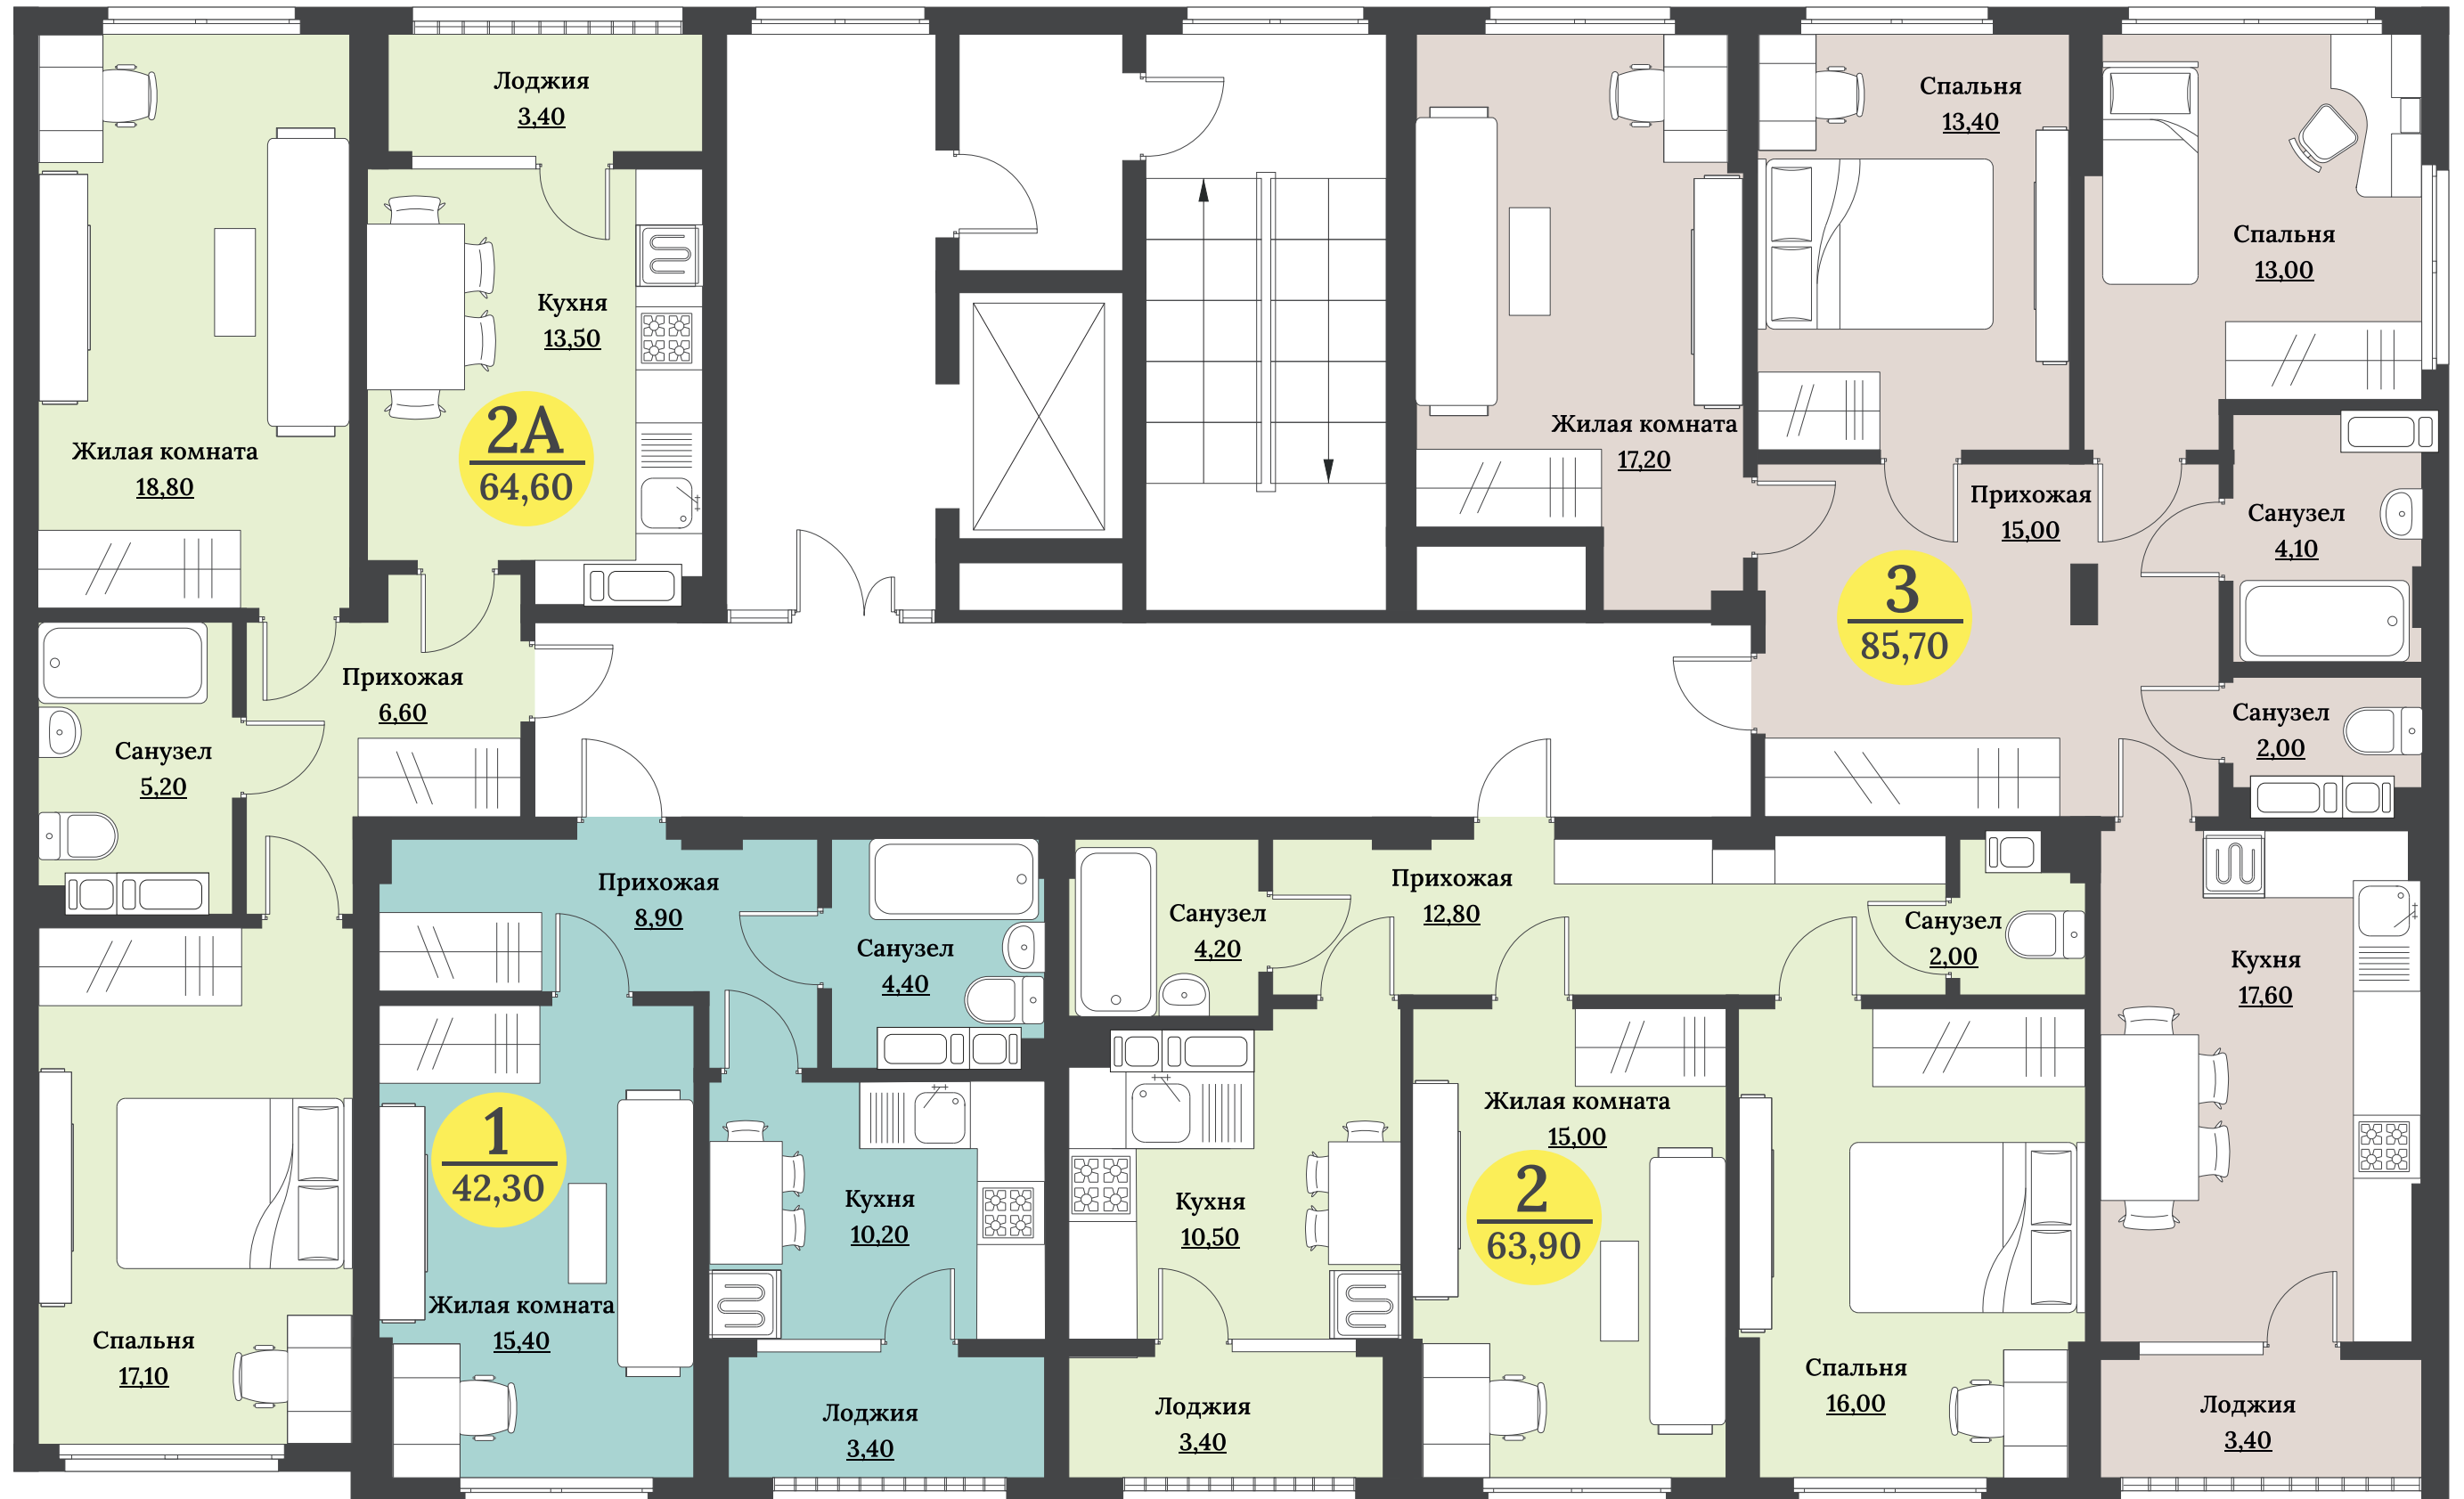 Лоджия
3,40
Спальня
13,40
Спальня
13,00
Кухня
13,50
2А
64,60
Жилая комната
18,80
Жилая комната
17,20
Прихожая
15,00
Санузел
4,10
3
85,70
Прихожая
6,60
Санузел
5,20
Санузел
2,00
Прихожая
8,90
Санузел
4,40
Санузел
4,20
Прихожая
12,80
Санузел
2,00
Кухня
17,60
1
42,30
Жилая комната
15,00
Кухня
10,20
Кухня
10,50
2
63,90
Жилая комната
15,40
Спальня
17,10
Спальня
16,00
Лоджия
3,40
Лоджия
3,40
Лоджия
3,40